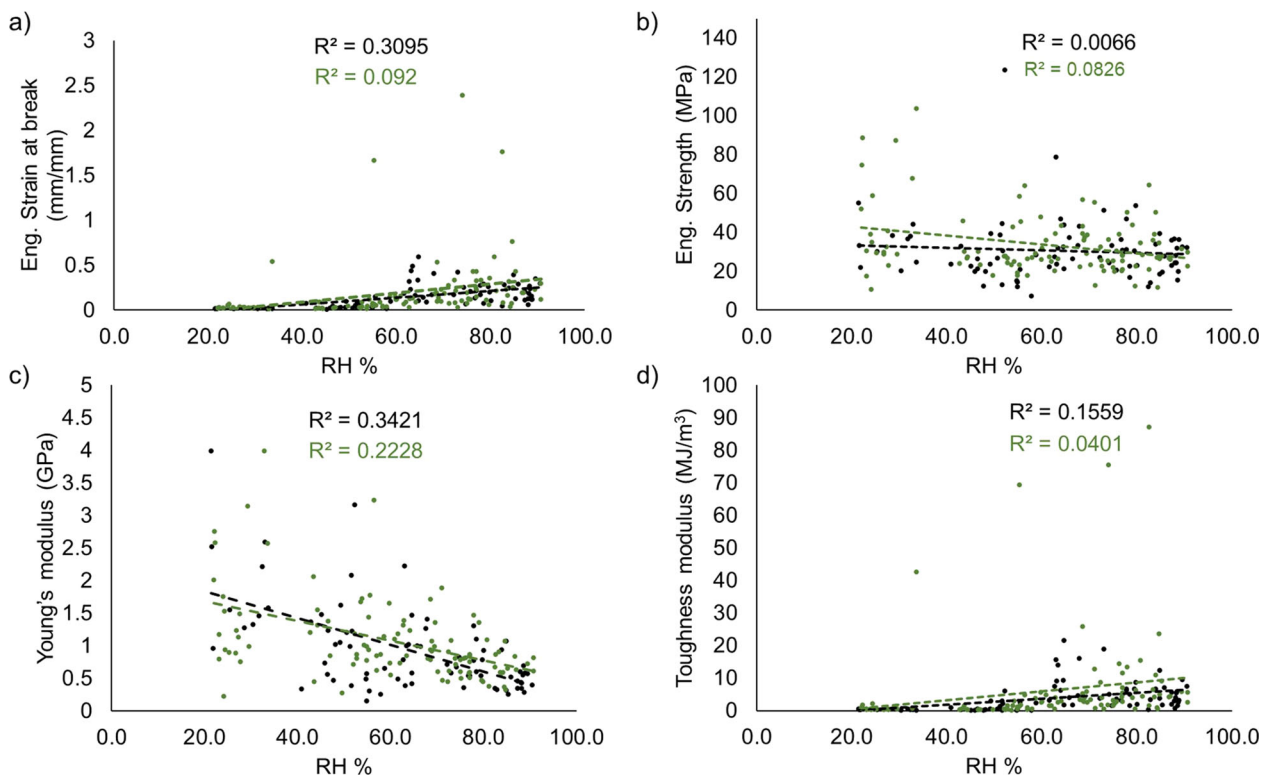 a)
3
2.5
2
1.5
1
0.5
0
Eng. Strain at break
(mm/mm)
R² = 0.3095
R² = 0.092
0.0 20.0 40.0 60.0 80.0 100.0
RH %
b)
140
120
100
80
60
40
20
0
Eng. Strength (MPa)
R² = 0.0066
R² = 0.0826
0.0 20.0 40.0 60.0 80.0 100.0
RH %
c)
5
4.5
4
3.5
3
2.5
2
1.5
1
0.5
0
Young's modulus (GPa)
R² = 0.3421
R² = 0.2228
0.0 20.0 40.0 60.0 80.0 100.0
RH %
d)
100
90
80
70
60
50
40
30
20
10
0
Toughness modulus (MJ/m³)
R² = 0.1559
R² = 0.0401
0.0 20.0 40.0 60.0 80.0 100.0
RH %